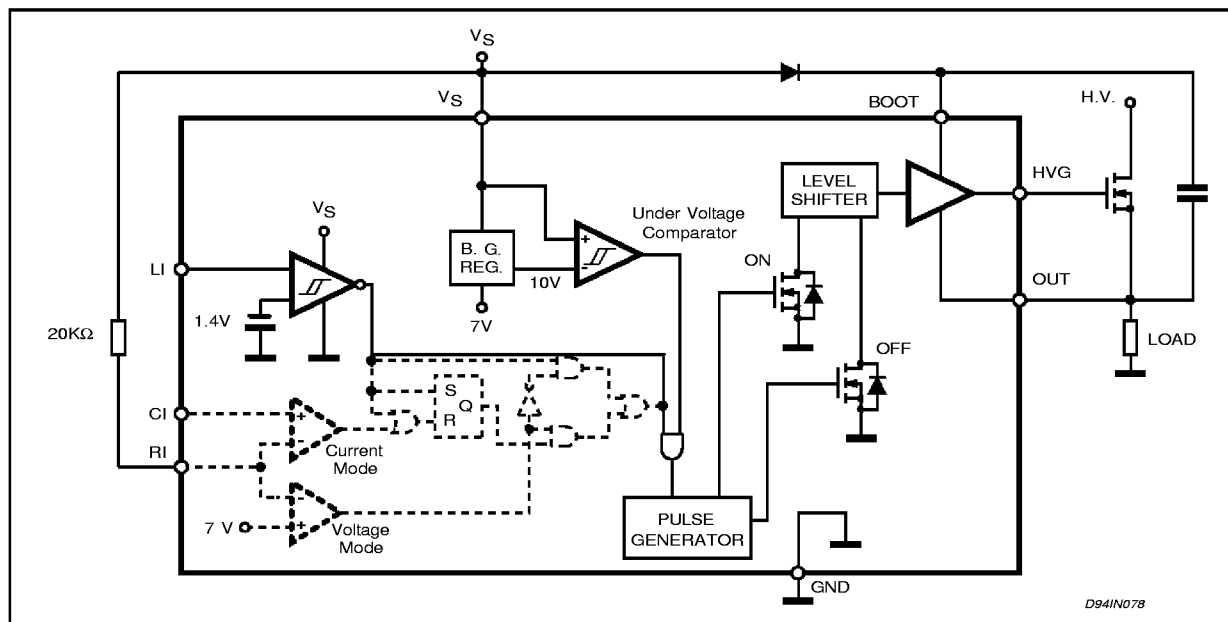 VS
VS
BOOT
H.V.
LEVEL
SHIFTER
HVG
VS
Under Voltage
Comparator
+
-
B. G.
REG.
10V
ON
LI
OUT
1.4V
7V
20KΩ
OFF
LOAD
S
Q
R
CI
+
-
Current
Mode
RI
-
+
7 V
Voltage
Mode
PULSE
GENERATOR
GND
D94IN078